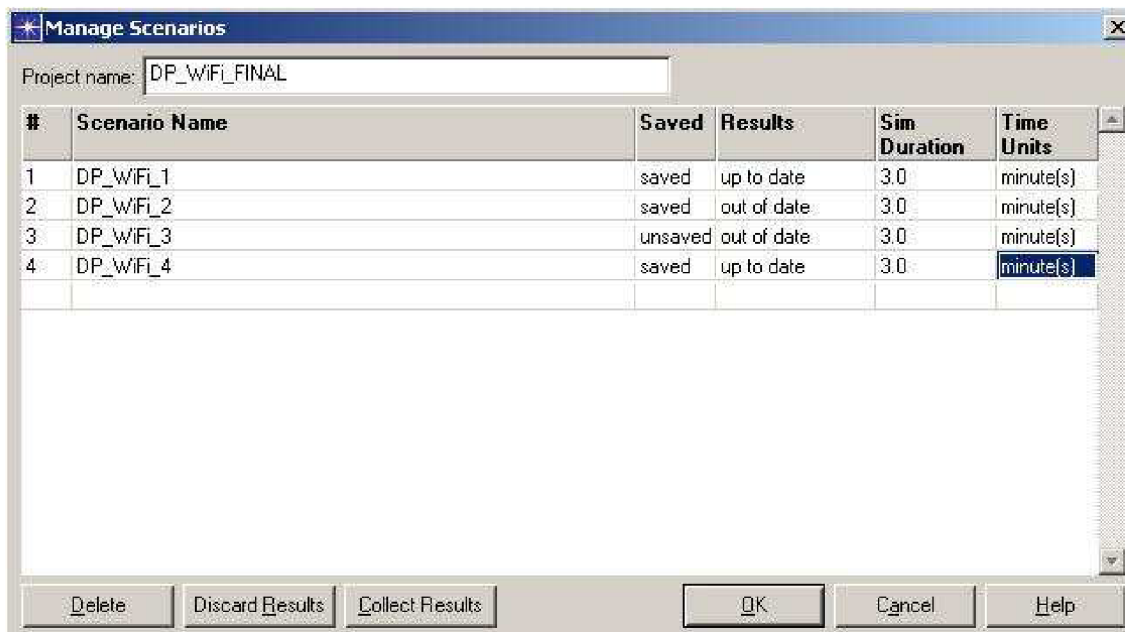 Manage Scenarios
Project name: DP_WiFi_FINAL
# Scenario Name Saved Results Sim Duration Time Units
1 DP_WiFi_1 saved up to date 3.0 minute(s)
2 DP_WiFi_2 saved out of date 3.0 minute(s)
3 DP_WiFi_3 unsaved out of date 3.0 minute(s)
4 DP_WiFi_4 saved up to date 3.0 minute(s)
Delete Discard Results Collect Results OK Cancel Help